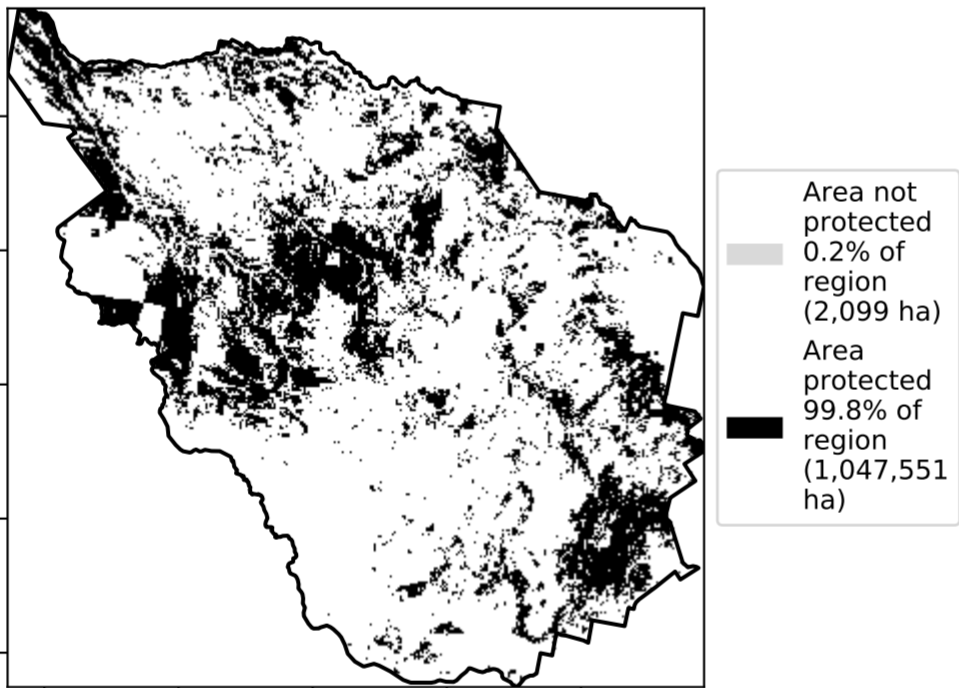 Area not
protected
0.2% of
region
(2,099 ha)
Area
protected
99.8% of
region
(1,047,551
ha)